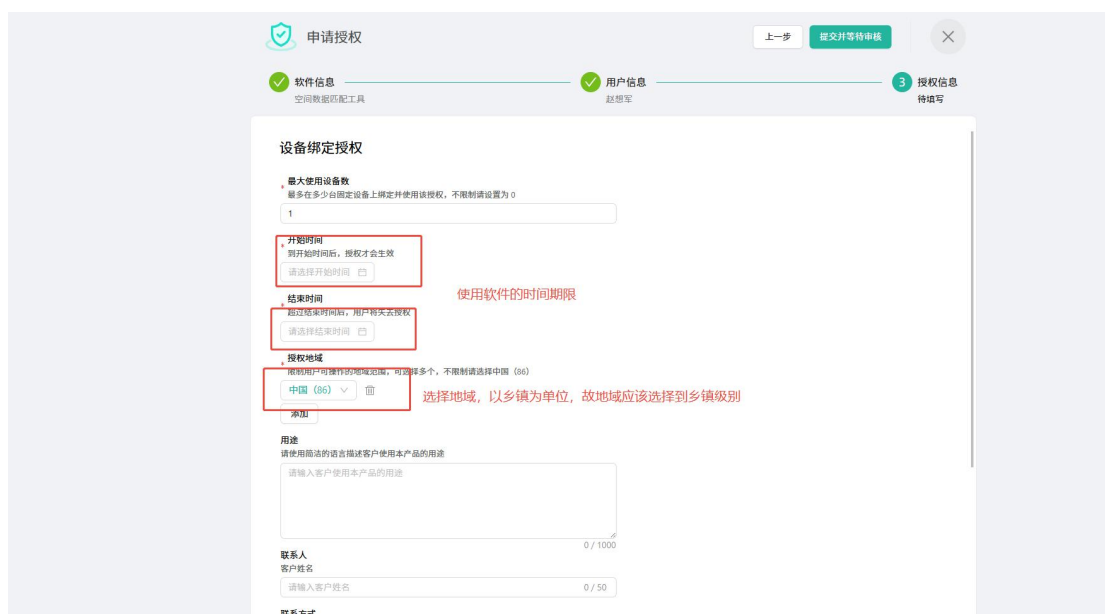 申请授权
上一步
提交并等待审核
软件信息
空间数据匹配工具
用户信息
赵想军
3
授权信息
待填写
设备绑定授权
* 最大使用设备数
最多在多少台固定设备上绑定并使用该授权，不限制请设置为 0
1
* 开始时间
到开始时间后，授权才会生效
请选择开始时间
使用软件的时间期限
* 结束时间
超过结束时间后，用户将失去授权
请选择结束时间
* 授权地域
限制用户可操作的地域范围，可选择多个，不限制请选择中国（86）
中国（86）
选择地域，以乡镇为单位，故地域应该选择到乡镇级别
添加
用途
请使用简洁的语言描述客户使用本产品的用途
请输入客户使用本产品的用途
0 / 1000
联系人
客户姓名
请输入客户姓名
0 / 50
联系方式